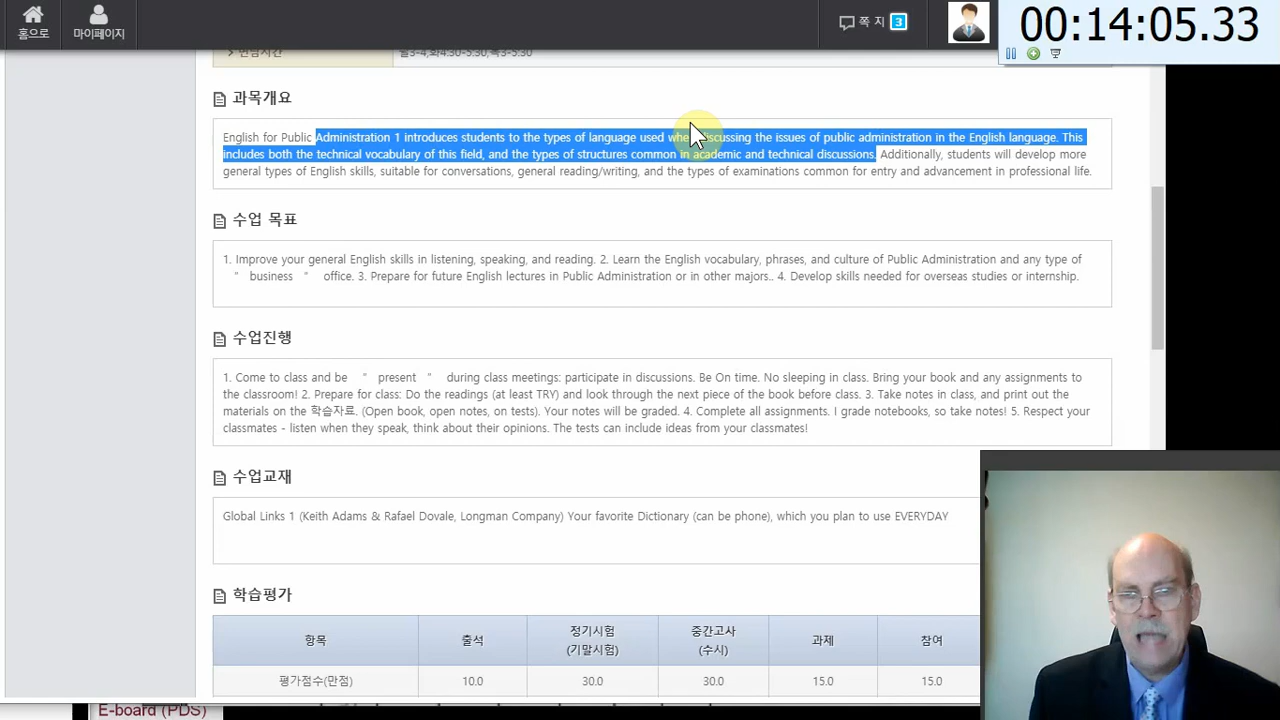 홈으로
마이페이지
쪽 지 3
00:14:05.33
월3-4,화4:30-5:30,목3-5:30
과목개요
English for Public Administration 1 introduces students to the types of language used when discussing the issues of public administration in the English language. This
includes both the technical vocabulary of this field, and the types of structures common in academic and technical discussions. Additionally, students will develop more
general types of English skills, suitable for conversations, general reading/writing, and the types of examinations common for entry and advancement in professional life.
수업 목표
1. Improve your general English skills in listening, speaking, and reading. 2. Learn the English vocabulary, phrases, and culture of Public Administration and any type of
“ business ” office. 3. Prepare for future English lectures in Public Administration or in other majors.. 4. Develop skills needed for overseas studies or internship.
수업진행
1. Come to class and be “ present ” during class meetings: participate in discussions. Be On time. No sleeping in class. Bring your book and any assignments to
the classroom! 2. Prepare for class: Do the readings (at least TRY) and look through the next piece of the book before class. 3. Take notes in class, and print out the
materials on the 학습자료. (Open book, open notes, on tests). Your notes will be graded. 4. Complete all assignments. I grade notebooks, so take notes! 5. Respect your
classmates - listen when they speak, think about their opinions. The tests can include ideas from your classmates!
수업교재
Global Links 1 (Keith Adams & Rafael Dovale, Longman Company) Your favorite Dictionary (can be phone), which you plan to use EVERYDAY
학습평가
항목 출석 정기시험 (기말시험) 중간고사 (수시) 과제 참여
평가점수(만점) 10.0 30.0 30.0 15.0 15.0
E-board (PDS)